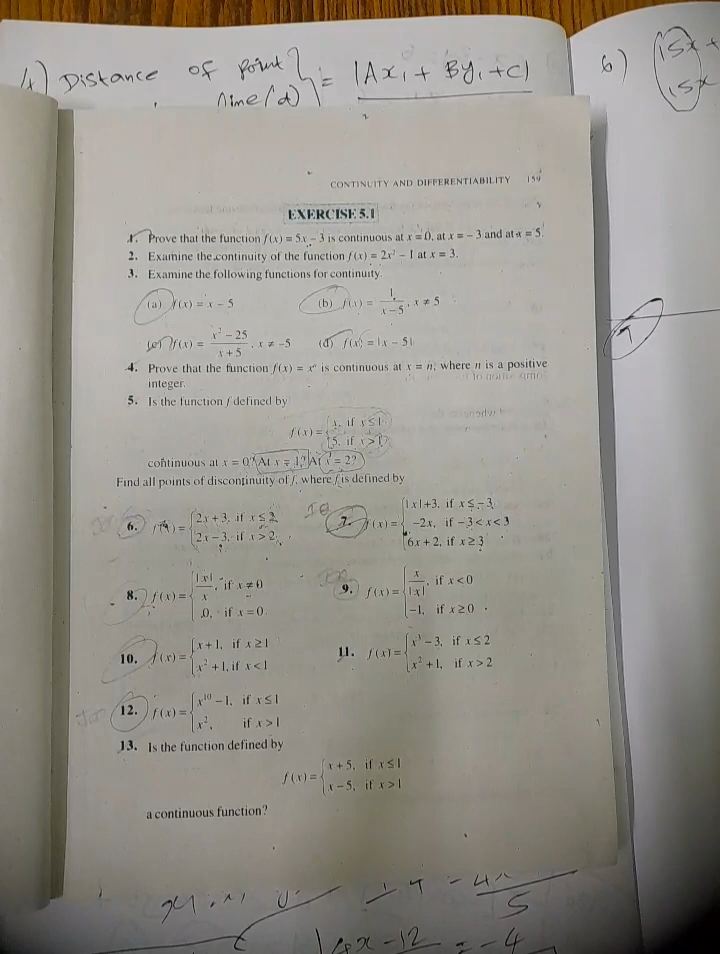 4) Distance of point } = |Ax₁ + By₁ + C|
line (d)
6) 15x +
15x
CONTINUITY AND DIFFERENTIABILITY 159
EXERCISE 5.1
1. Prove that the function f(x) = 5x – 3 is continuous at x = 0, at x = – 3 and at x = 5.
2. Examine the continuity of the function f(x) = 2x² – 1 at x = 3.
3. Examine the following functions for continuity.
(a) f(x) = x – 5 (b) f(x) = 1/(x – 5), x ≠ 5
(c) f(x) = (x² – 25)/(x + 5), x ≠ –5 (d) f(x) = |x – 5|
4. Prove that the function f(x) = xⁿ is continuous at x = n, where n is a positive
integer.
5. Is the function f defined by
f(x) = { x, if x ≤ 1
5, if x > 1
continuous at x = 0? At x = 1? At x = 2?
Find all points of discontinuity of f, where f is defined by
6. f(x) = { 2x + 3, if x ≤ 2
2x – 3, if x > 2
7. f(x) = { |x|+3, if x ≤ –3
–2x, if –3 < x < 3
6x + 2, if x ≥ 3
8. f(x) = { |x|/x, if x ≠ 0
0, if x = 0
9. f(x) = { x/|x|, if x < 0
–1, if x ≥ 0
10. f(x) = { x + 1, if x ≥ 1
x² + 1, if x < 1
11. f(x) = { x³ – 3, if x ≤ 2
x² + 1, if x > 2
12. f(x) = { x¹⁰ – 1, if x ≤ 1
x², if x > 1
13. Is the function defined by
f(x) = { x + 5, if x ≤ 1
x – 5, if x > 1
a continuous function?
5
x – 12 = –4